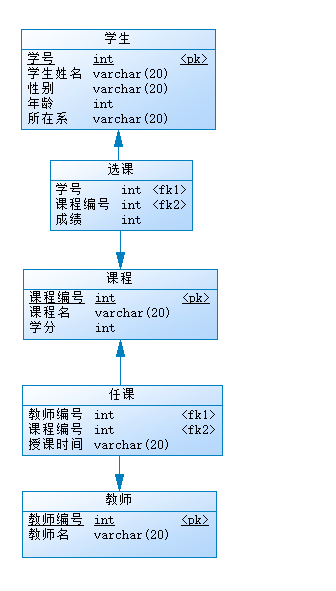 学生
学号 int <pk>
学生姓名 varchar(20)
性别 varchar(20)
年龄 int
所在系 varchar(20)
选课
学号 int <fk1>
课程编号 int <fk2>
成绩 int
课程
课程编号 int <pk>
课程名 varchar(20)
学分 int
任课
教师编号 int <fk1>
课程编号 int <fk2>
授课时间 varchar(20)
教师
教师编号 int <pk>
教师名 varchar(20)